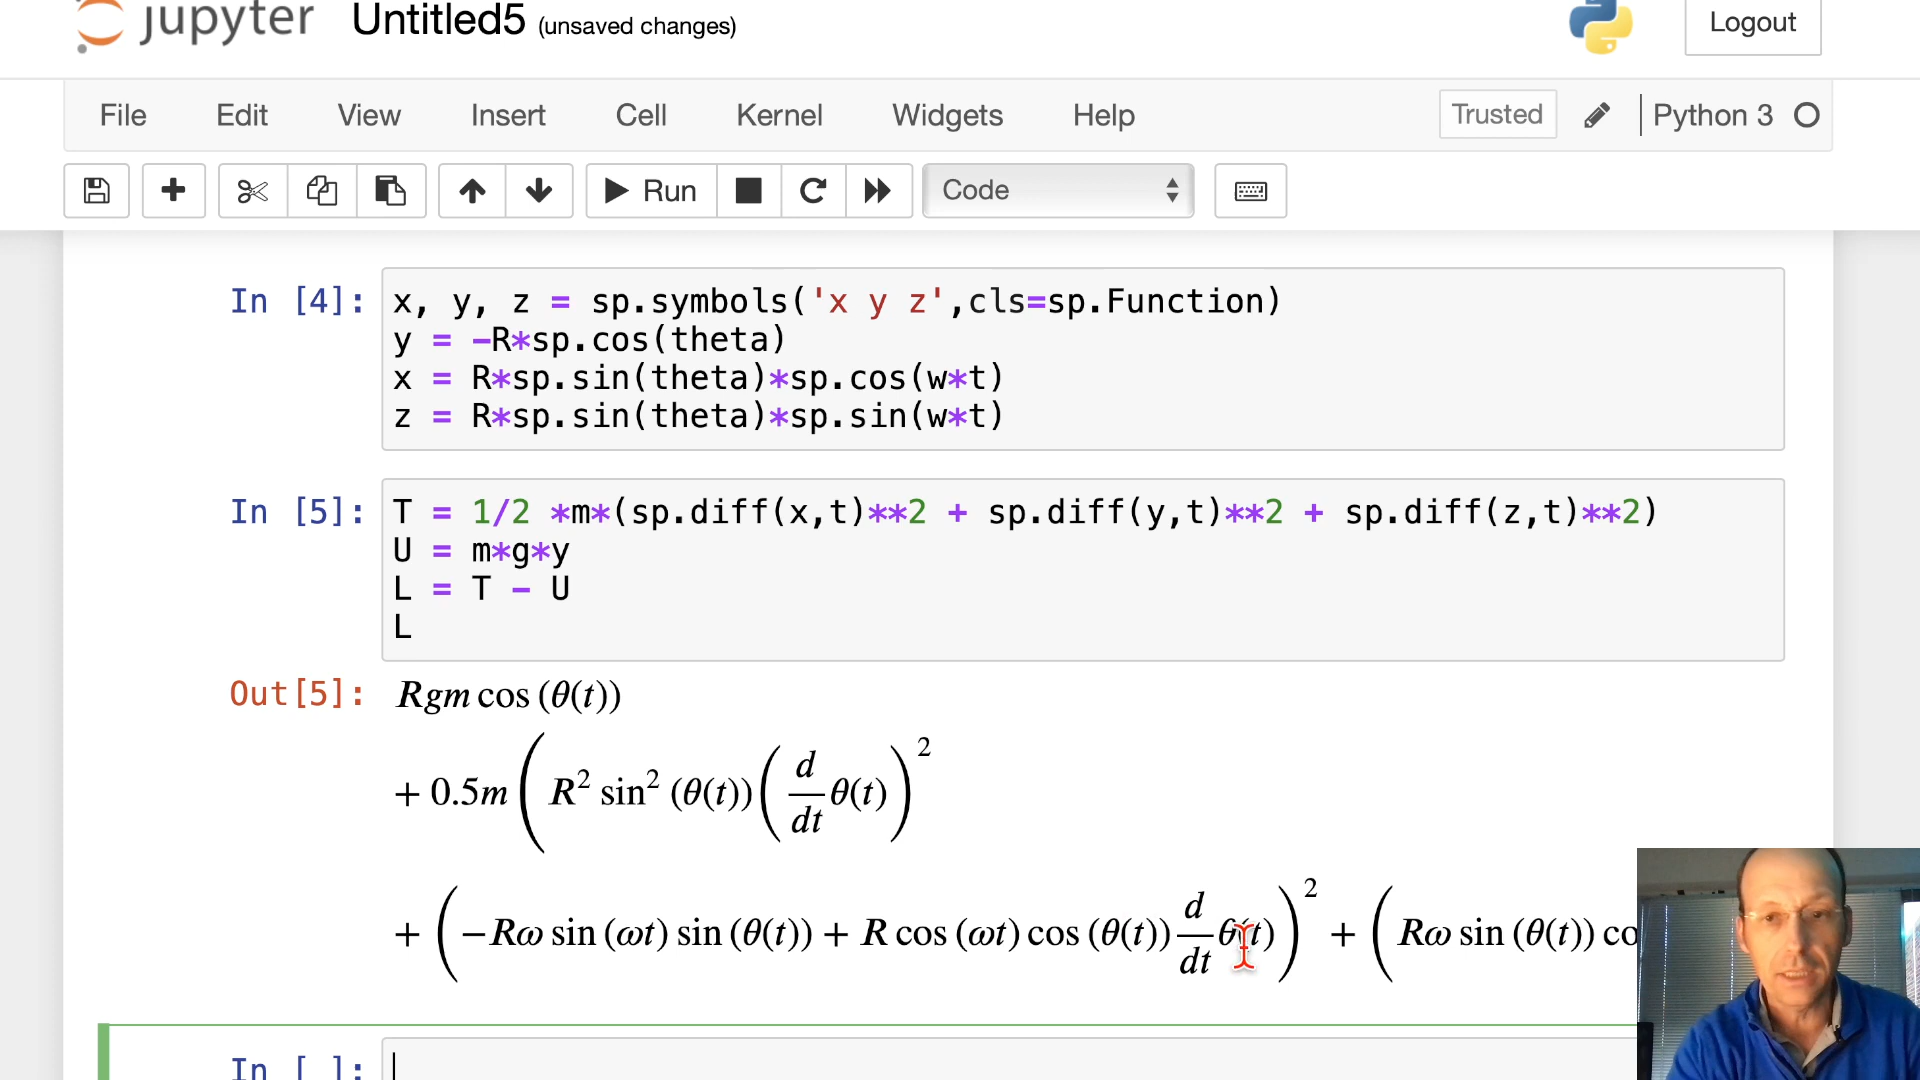 jupyter Untitled5 (unsaved changes) Logout
File Edit View Insert Cell Kernel Widgets Help Trusted Python 3
Run Code
In [4]: x, y, z = sp.symbols('x y z',cls=sp.Function)
y = -R*sp.cos(theta)
x = R*sp.sin(theta)*sp.cos(w*t)
z = R*sp.sin(theta)*sp.sin(w*t)
In [5]: T = 1/2 *m*(sp.diff(x,t)**2 + sp.diff(y,t)**2 + sp.diff(z,t)**2)
U = m*g*y
L = T - U
L
Out[5]: Rgm cos (θ(t))
+ 0.5m ( R² sin² (θ(t)) ( d/dt θ(t) )²
+ ( −Rω sin (ωt) sin (θ(t)) + R cos (ωt) cos (θ(t)) d/dt θ(t) )² + ( Rω sin (θ(t)) co
In [ ]: